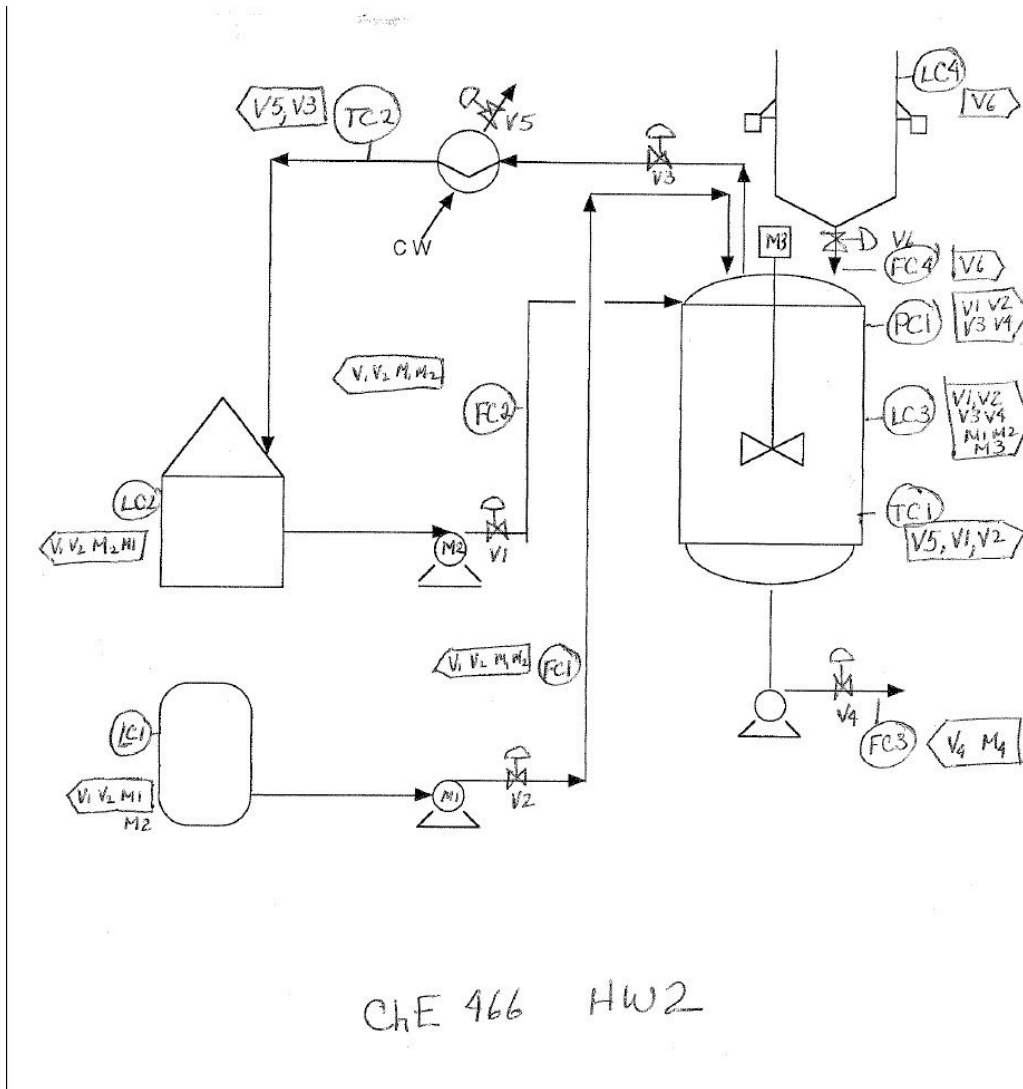 LC4
V6
V5, V3
TC2
V5
V3
CW
M3
V6
FC4
V6
PC1
V1 V2
V3 V4
V1 V2 M1 M2
FC2
LC3
V1, V2
V3 V4
M1 M2
M3
LC2
TC1
V1 V2 M2 M1
M2
V1
V5, V1, V2
V1 V2 M1 M2
FC1
LC1
V4
V2
FC3
V4 M4
V1 V2 M1
M2
M1
ChE 466 HW2